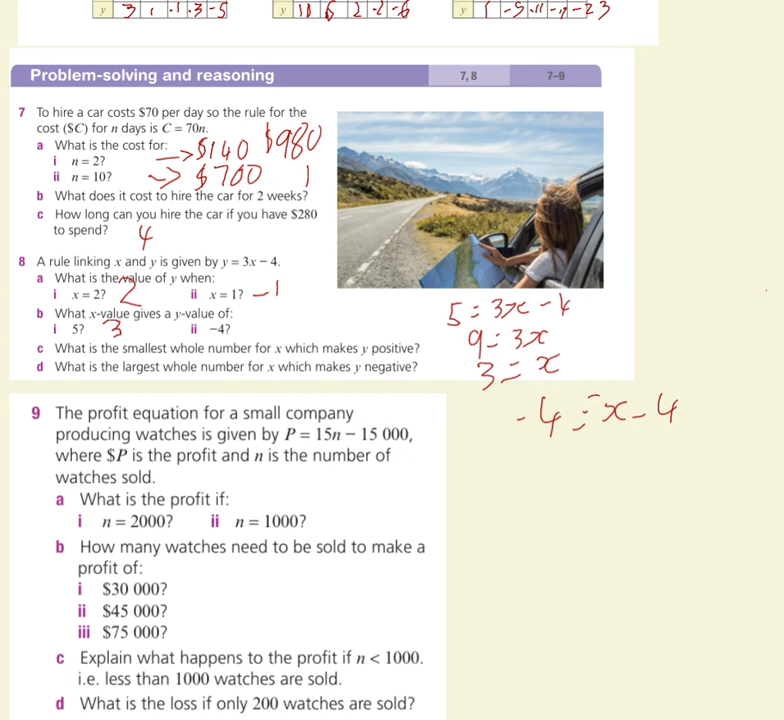 y 3 1 -1 -3 -5 y 10 6 2 -2 -6 y 1 -5 -11 -17 -23
Problem-solving and reasoning 7, 8 7–9
7 To hire a car costs $70 per day so the rule for the
cost ($C) for n days is C = 70n.
a What is the cost for: → $140 $980
i n = 2?
ii n = 10? → $700
b What does it cost to hire the car for 2 weeks?
c How long can you hire the car if you have $280
to spend? 4
8 A rule linking x and y is given by y = 3x – 4.
a What is the value of y when:
i x = 2? 2 ii x = 1? -1
b What x-value gives a y-value of:
i 5? 3 ii –4?
c What is the smallest whole number for x which makes y positive?
d What is the largest whole number for x which makes y negative?
5 = 3x - 4
9 = 3x
3 = x
- 4 = x - 4
9 The profit equation for a small company
producing watches is given by P = 15n – 15 000,
where $P is the profit and n is the number of
watches sold.
a What is the profit if:
i n = 2000? ii n = 1000?
b How many watches need to be sold to make a
profit of:
i $30 000?
ii $45 000?
iii $75 000?
c Explain what happens to the profit if n < 1000.
i.e. less than 1000 watches are sold.
d What is the loss if only 200 watches are sold?